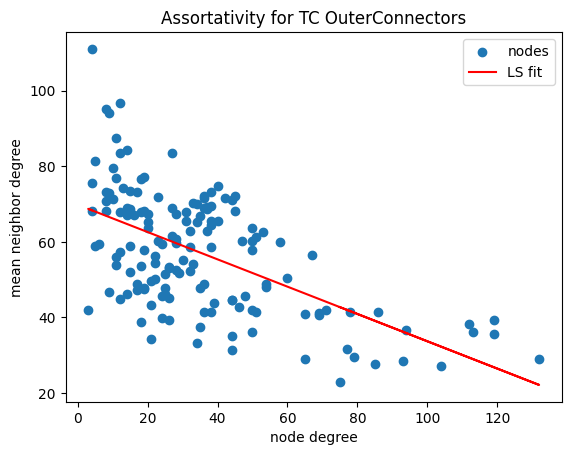 Assortativity for TC OuterConnectors
nodes
LS fit
mean neighbor degree
100
80
60
40
20
0 20 40 60 80 100 120
node degree